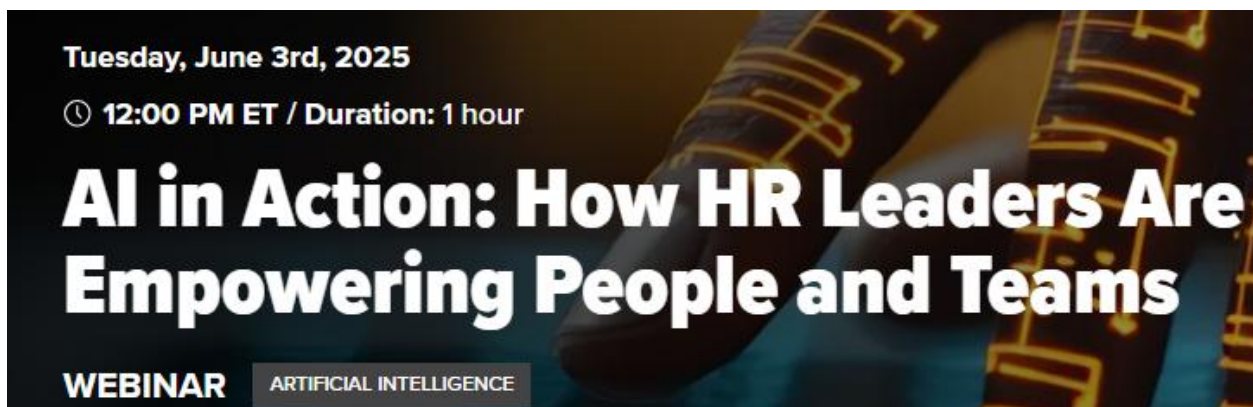 Tuesday, June 3rd, 2025
12:00 PM ET / Duration: 1 hour
AI in Action: How HR Leaders Are
Empowering People and Teams
WEBINAR ARTIFICIAL INTELLIGENCE